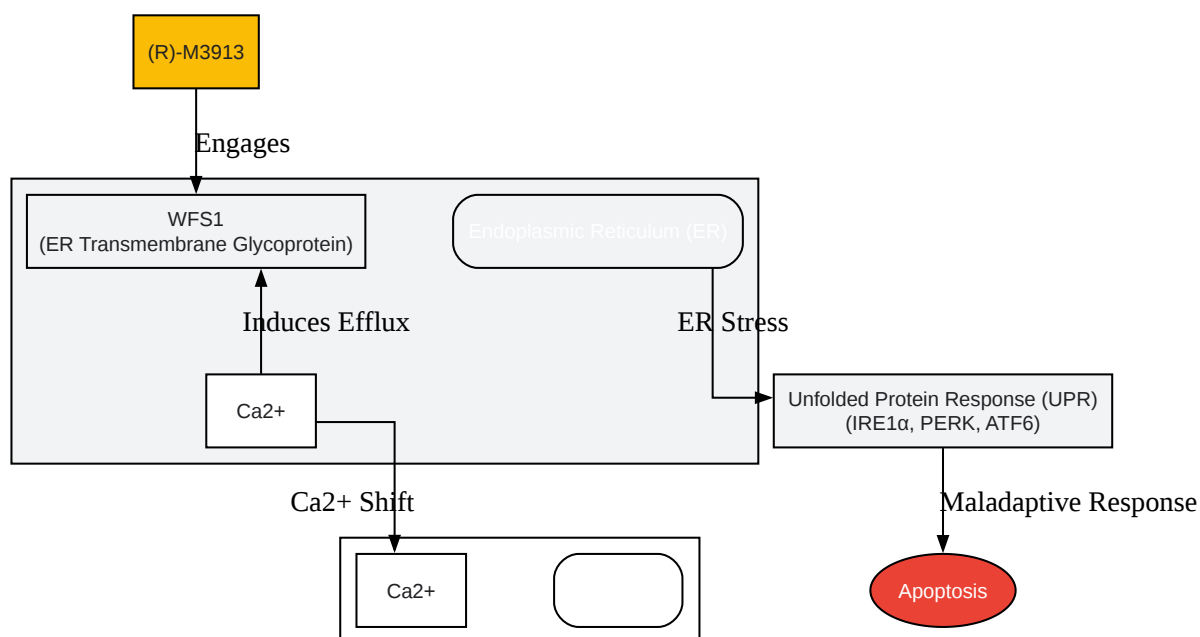 (R)-M3913
Engages
WFS1
(ER Transmembrane Glycoprotein)
Endoplasmic Reticulum (ER)
Induces Efflux
ER Stress
Ca2+
Unfolded Protein Response (UPR)
(IRE1α, PERK, ATF6)
Ca2+ Shift
Maladaptive Response
Ca2+
Apoptosis